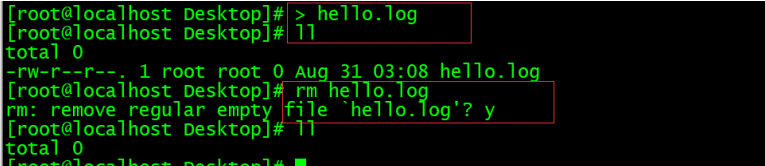 [root@localhost Desktop]# > hello.log
[root@localhost Desktop]# ll
total 0
-rw-r--r--. 1 root root 0 Aug 31 03:08 hello.log
[root@localhost Desktop]# rm hello.log
rm: remove regular empty file `hello.log'? y
[root@localhost Desktop]# ll
total 0
[root@localhost Desktop]#